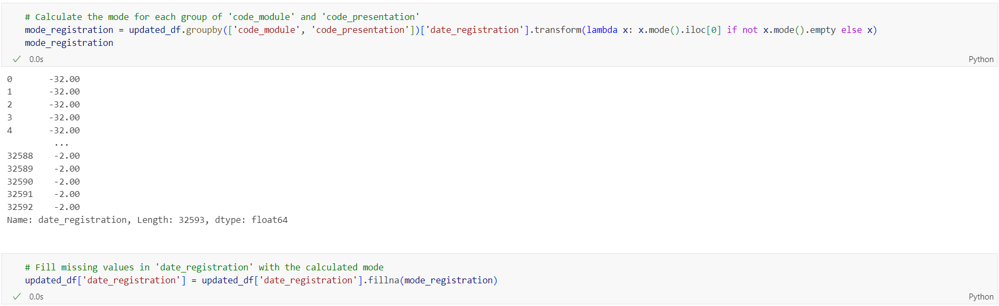 # Calculate the mode for each group of 'code_module' and 'code_presentation'
mode_registration = updated_df.groupby(['code_module', 'code_presentation'])['date_registration'].transform(lambda x: x.mode().iloc[0] if not x.mode().empty else x)
mode_registration
0.0s Python
0 -32.00
1 -32.00
2 -32.00
3 -32.00
4 -32.00
...
32588 -2.00
32589 -2.00
32590 -2.00
32591 -2.00
32592 -2.00
Name: date_registration, Length: 32593, dtype: float64
# Fill missing values in 'date_registration' with the calculated mode
updated_df['date_registration'] = updated_df['date_registration'].fillna(mode_registration)
0.0s Python